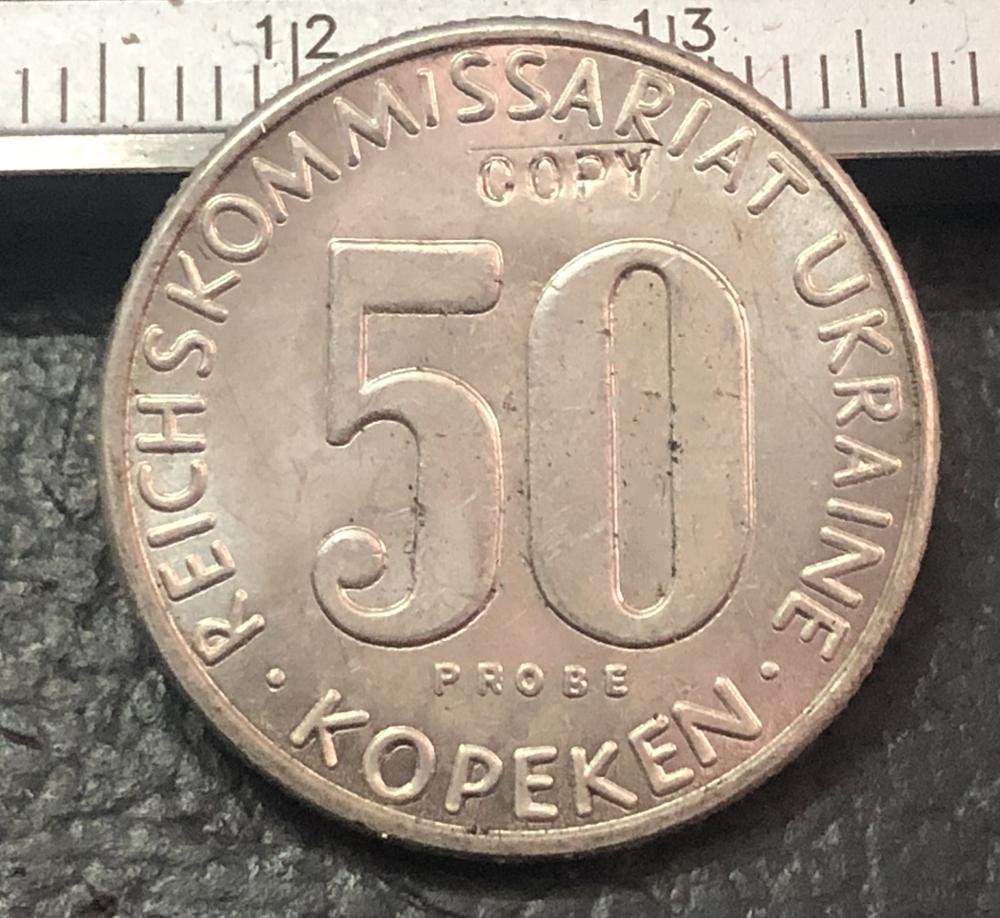 12 13
REICHSKOMMISSARIAT UKRAINE
COPY
50
PROBE
· KOPEKEN ·